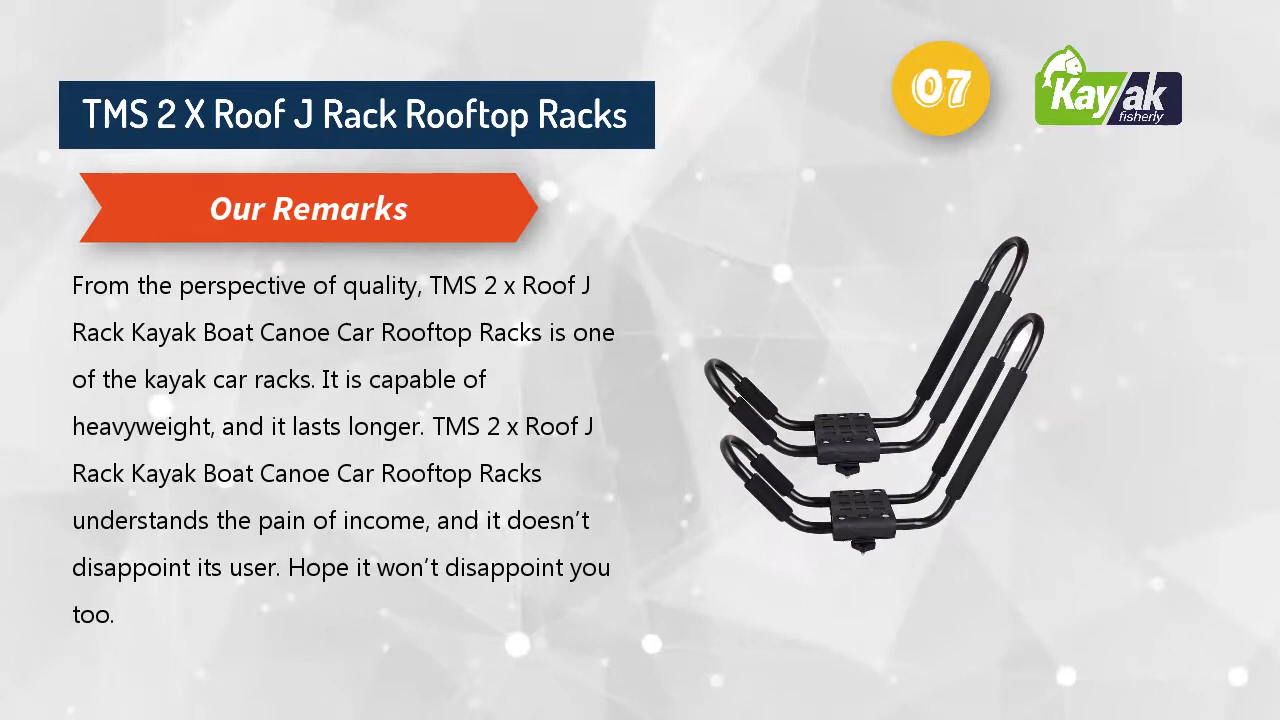 TMS 2 X Roof J Rack Rooftop Racks
07
Kayak
fisherly
Our Remarks
From the perspective of quality, TMS 2 x Roof J
Rack Kayak Boat Canoe Car Rooftop Racks is one
of the kayak car racks. It is capable of
heavyweight, and it lasts longer. TMS 2 x Roof J
Rack Kayak Boat Canoe Car Rooftop Racks
understands the pain of income, and it doesn’t
disappoint its user. Hope it won’t disappoint you
too.